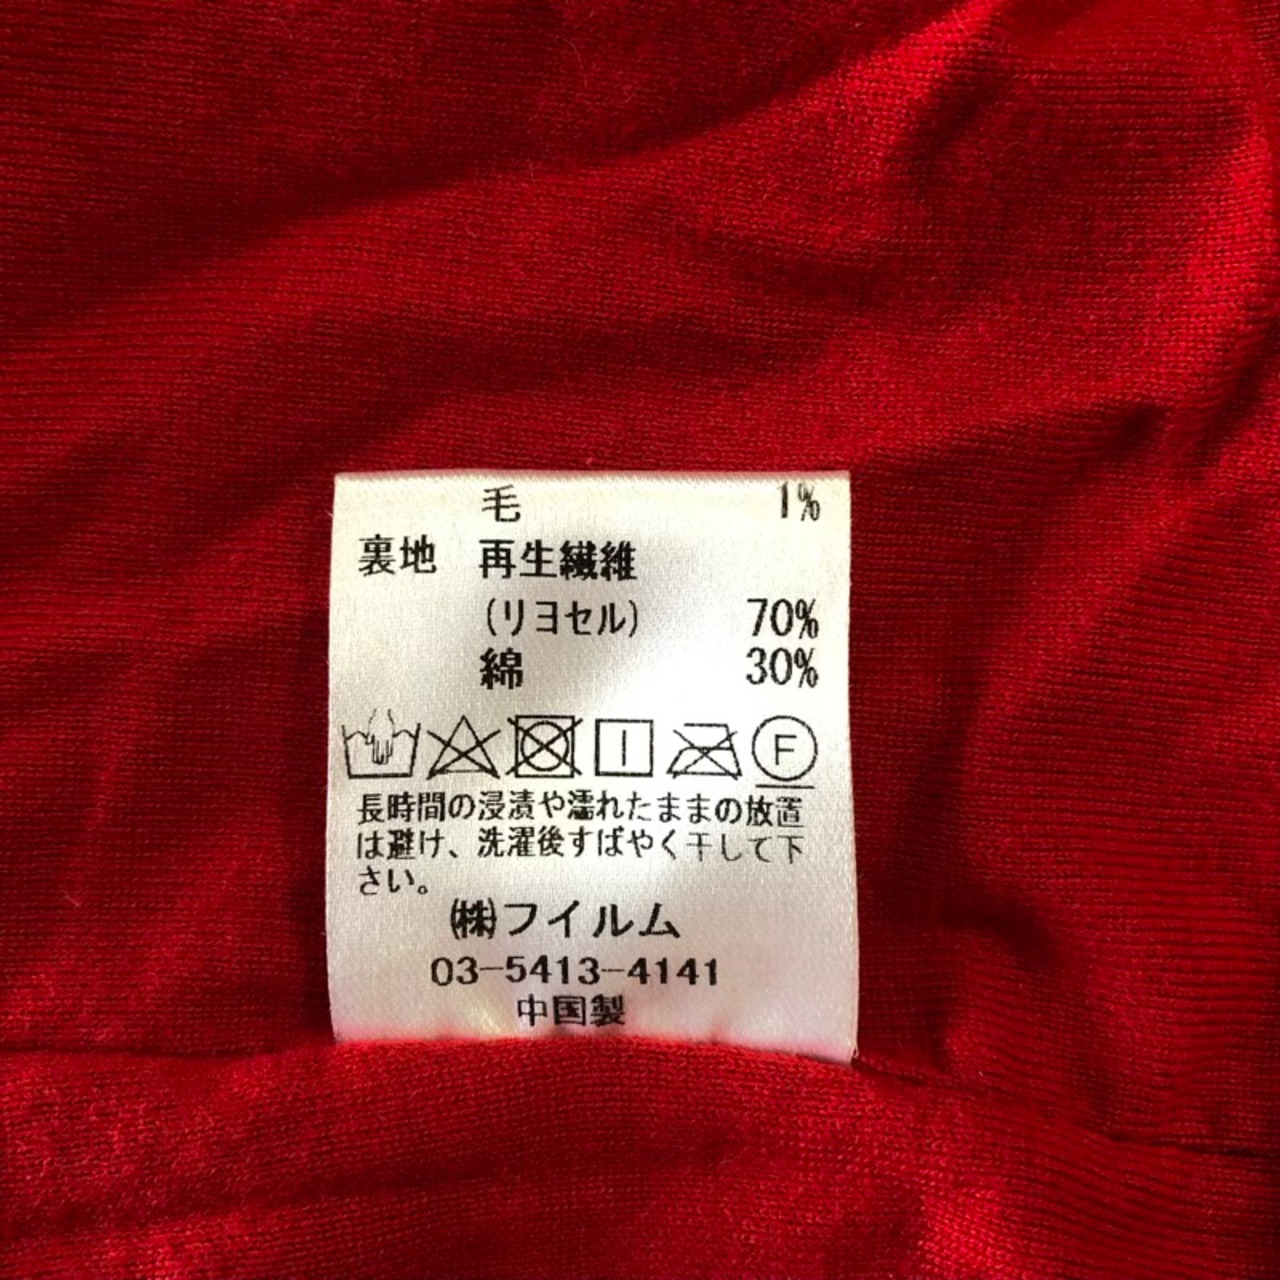 毛 1%
裏地 再生繊維
(リヨセル) 70%
綿 30%
F
長時間の浸漬や濡れたままの放置
は避け、洗濯後すばやく干して下
さい。
㈱フイルム
03-5413-4141
中国製